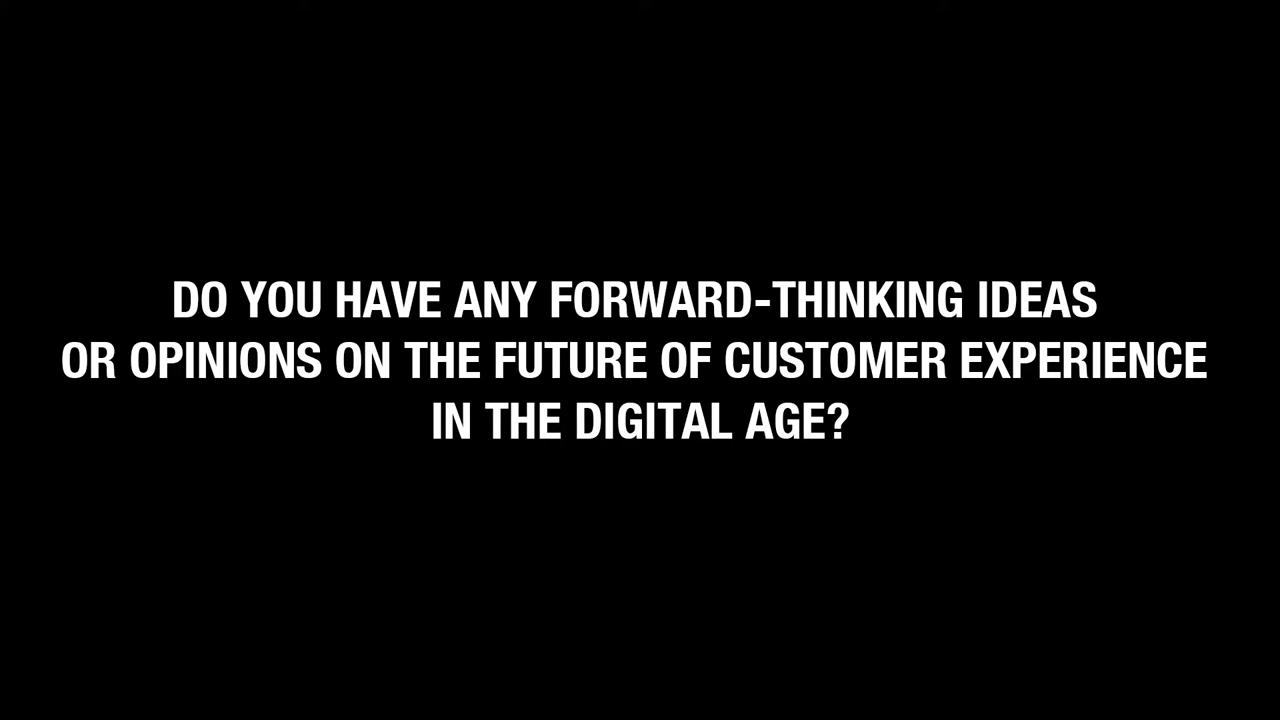 DO YOU HAVE ANY FORWARD-THINKING IDEAS
OR OPINIONS ON THE FUTURE OF CUSTOMER EXPERIENCE
IN THE DIGITAL AGE?